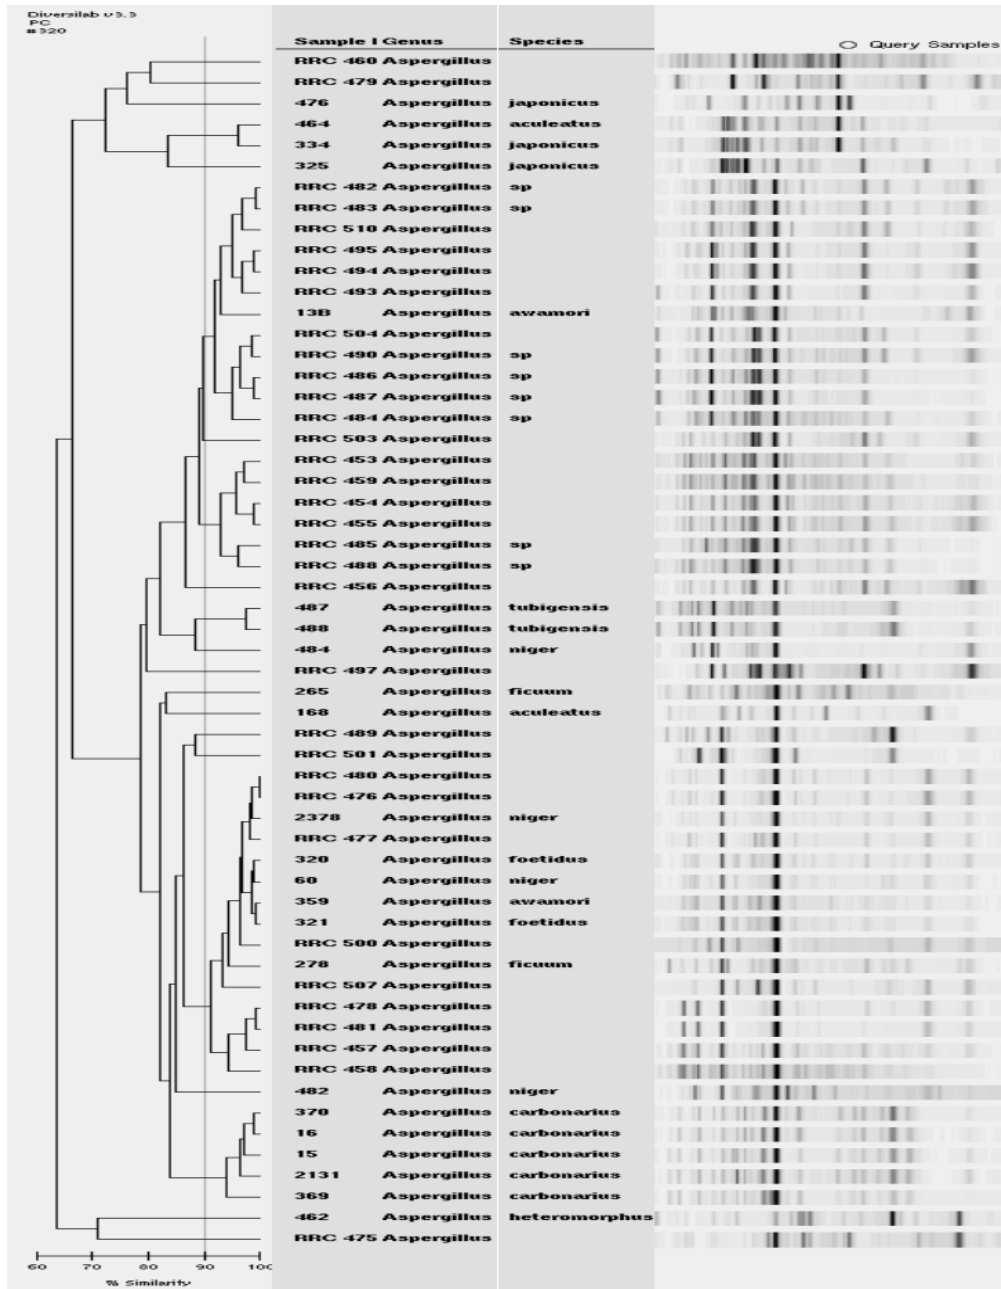 Diversilab v3.3
PC
#320
Sample I Genus Species
Query Samples
RRC 460 Aspergillus
RRC 479 Aspergillus
476 Aspergillus japonicus
464 Aspergillus aculeatus
334 Aspergillus japonicus
325 Aspergillus japonicus
RRC 482 Aspergillus sp
RRC 483 Aspergillus sp
RRC 510 Aspergillus
RRC 495 Aspergillus
RRC 494 Aspergillus
RRC 493 Aspergillus
13B Aspergillus awamori
RRC 504 Aspergillus
RRC 490 Aspergillus sp
RRC 486 Aspergillus sp
RRC 487 Aspergillus sp
RRC 484 Aspergillus sp
RRC 503 Aspergillus
RRC 453 Aspergillus
RRC 459 Aspergillus
RRC 454 Aspergillus
RRC 455 Aspergillus
RRC 485 Aspergillus sp
RRC 488 Aspergillus sp
RRC 456 Aspergillus
487 Aspergillus tubigensis
488 Aspergillus tubigensis
484 Aspergillus niger
RRC 497 Aspergillus
265 Aspergillus ficuum
168 Aspergillus aculeatus
RRC 489 Aspergillus
RRC 501 Aspergillus
RRC 480 Aspergillus
RRC 476 Aspergillus
2378 Aspergillus niger
RRC 477 Aspergillus
320 Aspergillus foetidus
60 Aspergillus niger
359 Aspergillus awamori
321 Aspergillus foetidus
RRC 500 Aspergillus
278 Aspergillus ficuum
RRC 507 Aspergillus
RRC 478 Aspergillus
RRC 481 Aspergillus
RRC 457 Aspergillus
RRC 458 Aspergillus
482 Aspergillus niger
370 Aspergillus carbonarius
16 Aspergillus carbonarius
15 Aspergillus carbonarius
2131 Aspergillus carbonarius
369 Aspergillus carbonarius
462 Aspergillus heteromorphus
RRC 475 Aspergillus
60 70 80 90 100
% Similarity